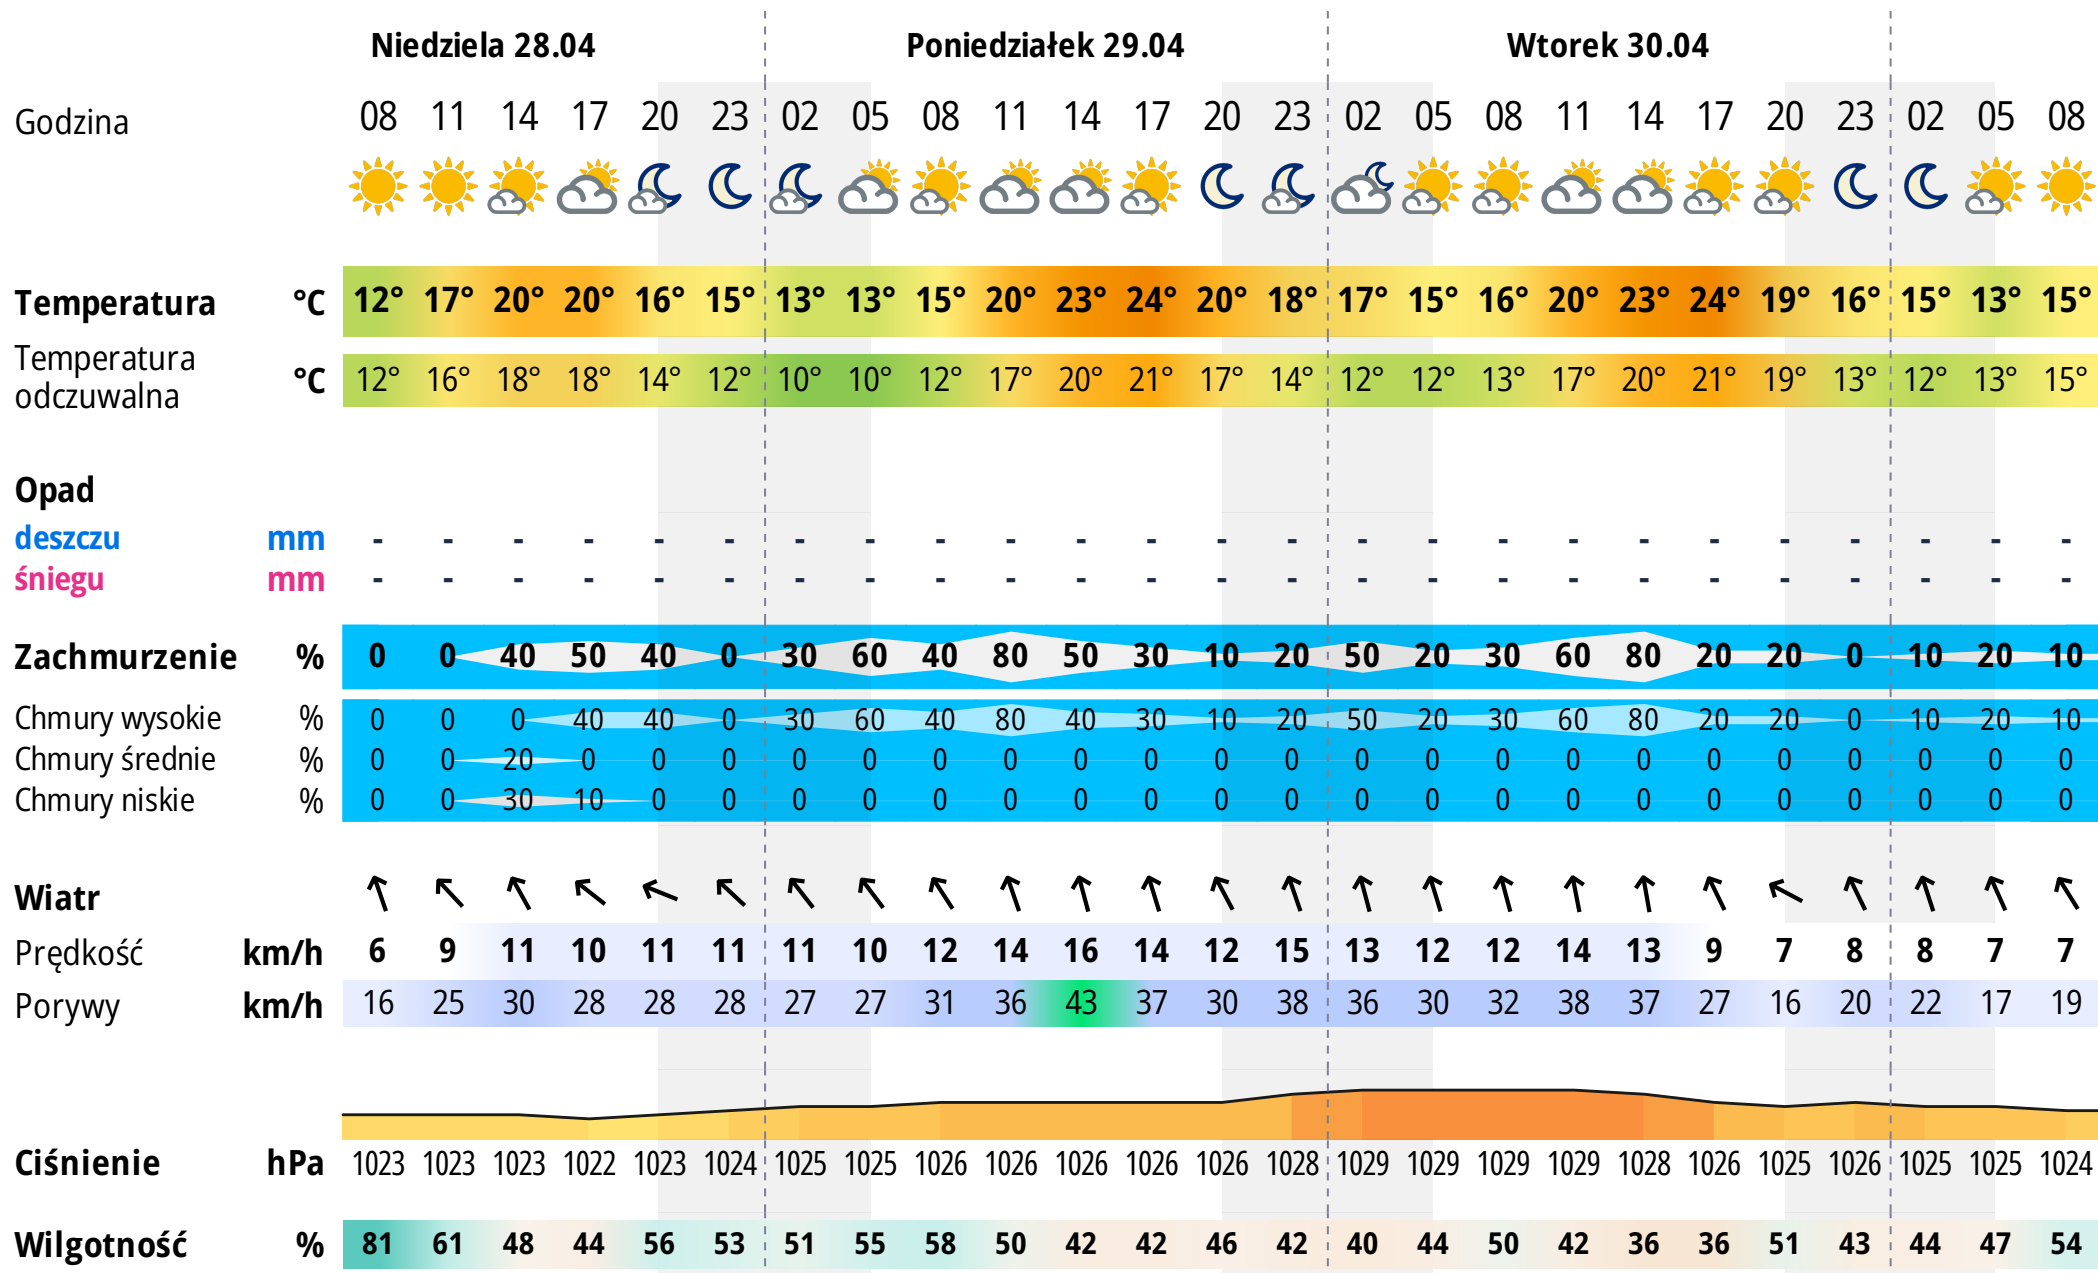 Niedziela 28.04 Poniedziałek 29.04 Wtorek 30.04
Godzina 08 11 14 17 20 23 02 05 08 11 14 17 20 23 02 05 08 11 14 17 20 23 02 05 08
Temperatura °C 12° 17° 20° 20° 16° 15° 13° 13° 15° 20° 23° 24° 20° 18° 17° 15° 16° 20° 23° 24° 19° 16° 15° 13° 15°
Temperatura
odczuwalna °C 12° 16° 18° 18° 14° 12° 10° 10° 12° 17° 20° 21° 17° 14° 12° 12° 13° 17° 20° 21° 19° 13° 12° 13° 15°
Opad
deszczu mm - - - - - - - - - - - - - - - - - - - - - - - - -
śniegu mm - - - - - - - - - - - - - - - - - - - - - - - - -
Zachmurzenie % 0 0 40 50 40 0 30 60 40 80 50 30 10 20 50 20 30 60 80 20 20 0 10 20 10
Chmury wysokie % 0 0 0 40 40 0 30 60 40 80 40 30 10 20 50 20 30 60 80 20 20 0 10 20 10
Chmury średnie % 0 0 20 0 0 0 0 0 0 0 0 0 0 0 0 0 0 0 0 0 0 0 0 0 0
Chmury niskie % 0 0 30 10 0 0 0 0 0 0 0 0 0 0 0 0 0 0 0 0 0 0 0 0 0
Wiatr
Prędkość km/h 6 9 11 10 11 11 11 10 12 14 16 14 12 15 13 12 12 14 13 9 7 8 8 7 7
Porywy km/h 16 25 30 28 28 28 27 27 31 36 43 37 30 38 36 30 32 38 37 27 16 20 22 17 19
Ciśnienie hPa 1023 1023 1023 1022 1023 1024 1025 1025 1026 1026 1026 1026 1026 1028 1029 1029 1029 1029 1028 1026 1025 1026 1025 1025 1024
Wilgotność % 81 61 48 44 56 53 51 55 58 50 42 42 46 42 40 44 50 42 36 36 51 43 44 47 54